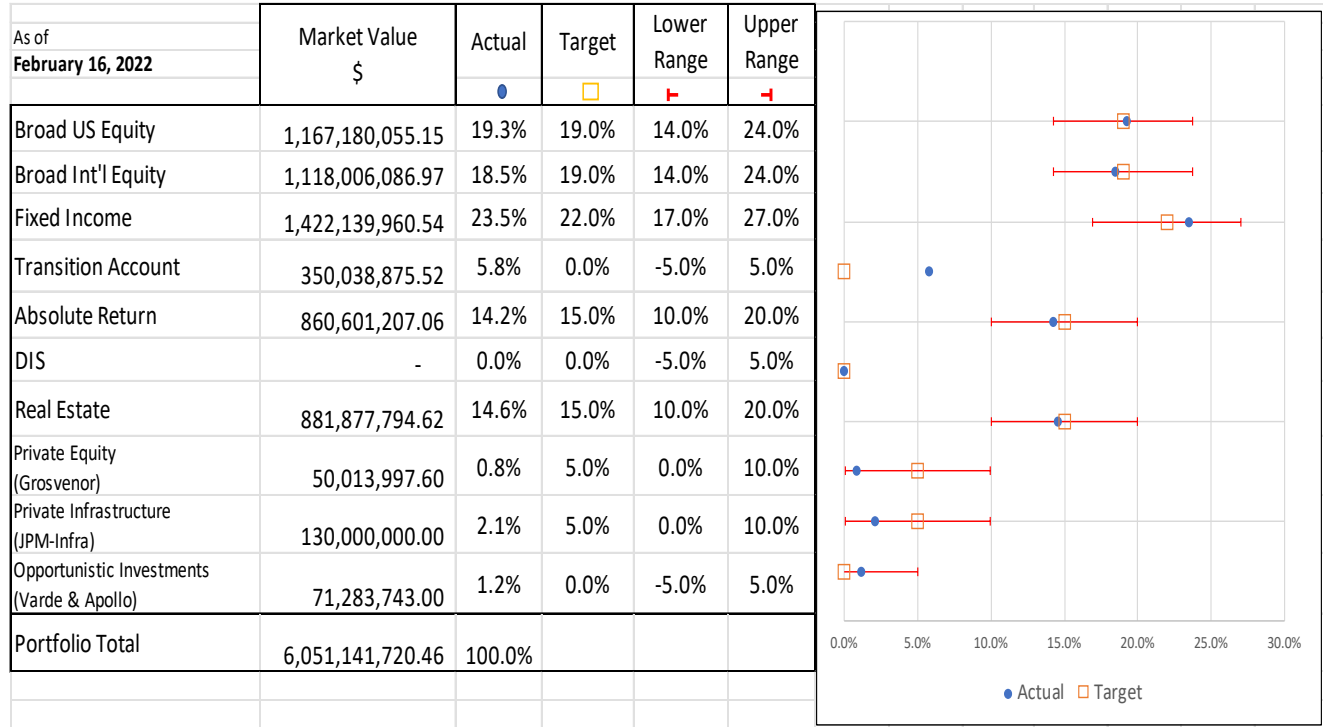 As of
February 16, 2022
Market Value
$
Actual
Target
Lower
Range
Upper
Range
Broad US Equity 1,167,180,055.15 19.3% 19.0% 14.0% 24.0%
Broad Int'l Equity 1,118,006,086.97 18.5% 19.0% 14.0% 24.0%
Fixed Income 1,422,139,960.54 23.5% 22.0% 17.0% 27.0%
Transition Account 350,038,875.52 5.8% 0.0% -5.0% 5.0%
Absolute Return 860,601,207.06 14.2% 15.0% 10.0% 20.0%
DIS - 0.0% 0.0% -5.0% 5.0%
Real Estate 881,877,794.62 14.6% 15.0% 10.0% 20.0%
Private Equity
(Grosvenor) 50,013,997.60 0.8% 5.0% 0.0% 10.0%
Private Infrastructure
(JPM-Infra) 130,000,000.00 2.1% 5.0% 0.0% 10.0%
Opportunistic Investments
(Varde & Apollo) 71,283,743.00 1.2% 0.0% -5.0% 5.0%
Portfolio Total 6,051,141,720.46 100.0%
0.0% 5.0% 10.0% 15.0% 20.0% 25.0% 30.0%
Actual Target